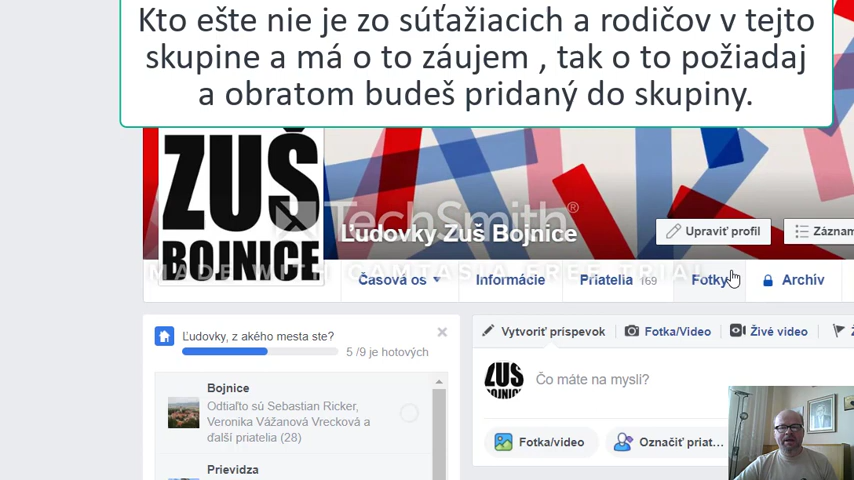 Kto ešte nie je zo súťažiacich a rodičov v tejto
skupine a má o to záujem , tak o to požiadaj
a obratom budeš pridaný do skupiny.
ZUŠ
BOJNICE
TechSmith®
MADE WITH CAMTASIA FREE TRIAL
Ľudovky Zuš Bojnice
Upraviť profil
Záznam
Časová os
Informácie
Priatelia 169
Fotky
Archív
Ľudovky, z akého mesta ste?
5 /9 je hotových
Bojnice
Odtiaľto sú Sebastian Ricker,
Veronika Vážanová Vrecková a
ďalší priatelia (28)
Prievidza
Vytvoriť príspevok
Fotka/Video
Živé video
ZUŠ
BOJNICE
Čo máte na mysli?
Fotka/video
Označiť priat...